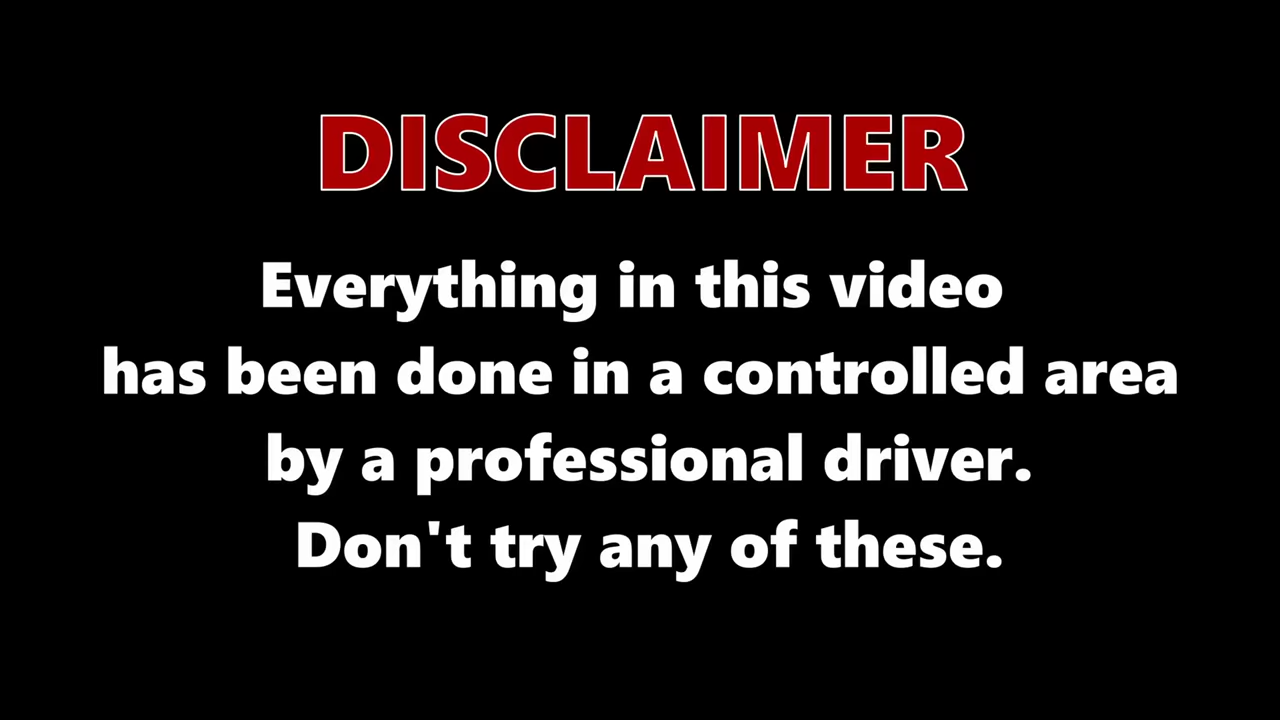 DISCLAIMER
Everything in this video
has been done in a controlled area
by a professional driver.
Don't try any of these.